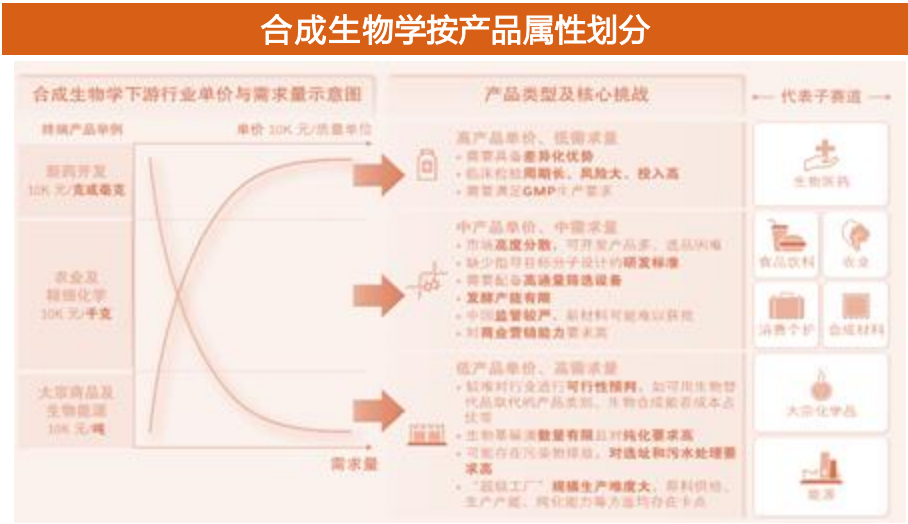 合成生物学按产品属性划分
合成生物学下游行业单价与需求量示意图
终端产品举例
单价 10K 元/质量单位
新药开发
10K 元/克或毫克
农业及
精细化学
10K 元/千克
大宗商品及
生物能源
10K 元/吨
需求量
产品类型及核心挑战
高产品单价、低需求量
• 需要具备差异化优势
• 临床检验周期长、风险大、投入高
• 需要满足GMP生产要求
中产品单价、中需求量
• 市场高度分散，可开发产品多、选品困难
• 缺少指导目标分子设计的研发标准
• 需要配备高通量筛选设备
• 发酵产能有限
• 中国监管较严，新材料可能难以获批
• 对商业营销能力要求高
低产品单价、高需求量
• 较难对行业进行可行性预判，如可用生物替
代品取代的产品类别、生物合成能否成本占
优等
• 生物萃取液数量有限且对纯化要求高
• 可能存在污染物排放，对选址和污水处理要
求高
• “超级工厂”规模生产难度大，原料供给、
生产产能、纯化能力等方面均存在卡点
代表子赛道
生物医药
食品饮料
农业
消费个护
合成材料
大宗化学品
能源